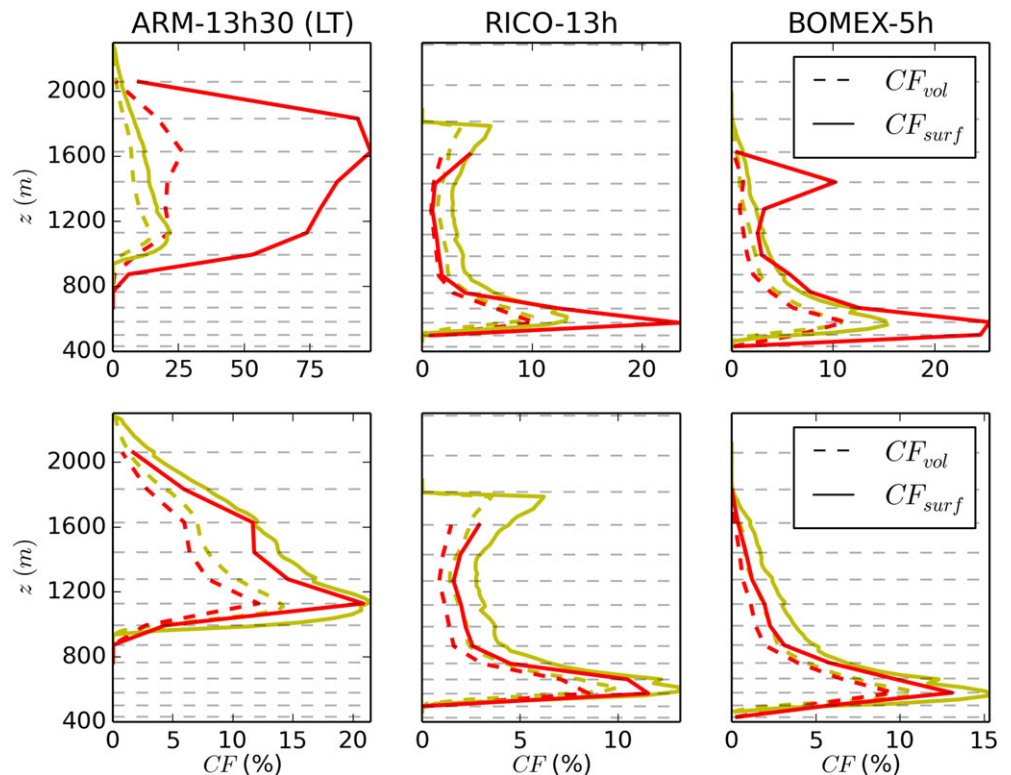 ARM-13h30 (LT) RICO-13h BOMEX-5h
z (m)
2000
1600
1200
800
400
0 25 50 75
0 5 10 15 20
0 10 20
CF_vol
CF_surf
z (m)
2000
1600
1200
800
400
0 5 10 15 20
0 5 10
0 5 10 15
CF (%) CF (%) CF (%)
CF_vol
CF_surf